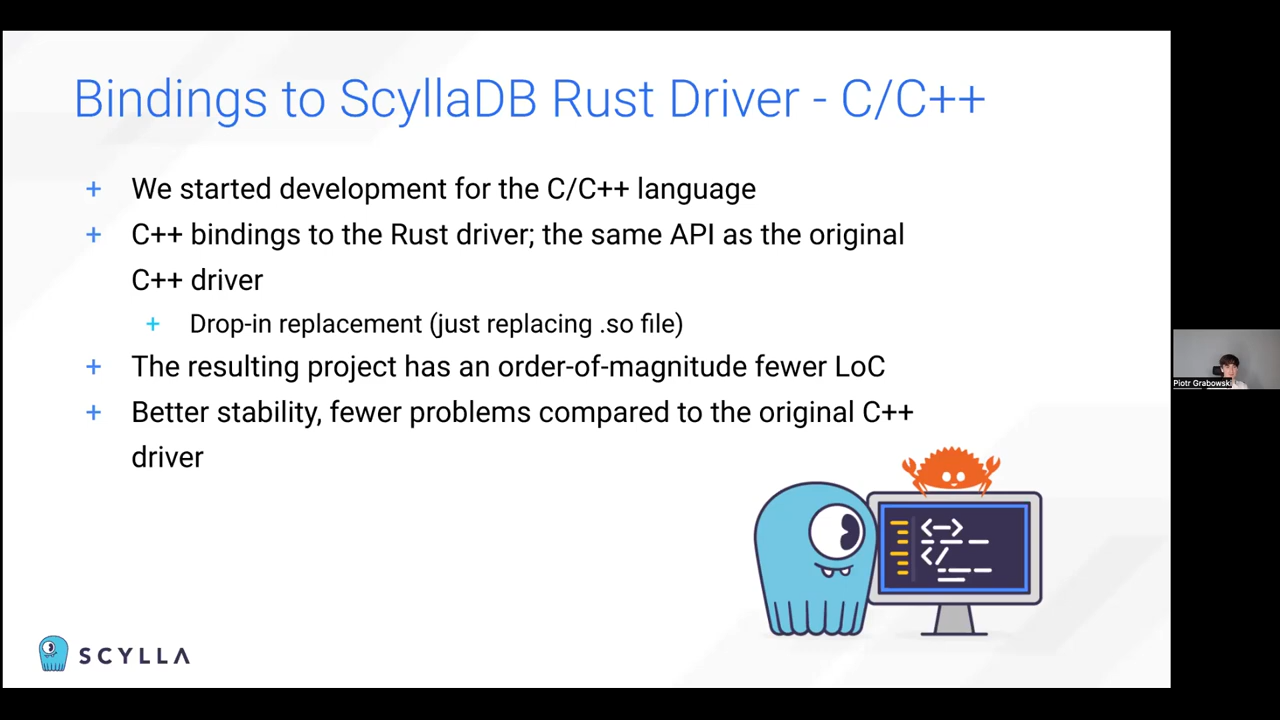 Bindings to ScyllaDB Rust Driver - C/C++
+ We started development for the C/C++ language
+ C++ bindings to the Rust driver; the same API as the original
C++ driver
+ Drop-in replacement (just replacing .so file)
+ The resulting project has an order-of-magnitude fewer LoC
+ Better stability, fewer problems compared to the original C++
driver
SCYLLA
Piotr Grabowski